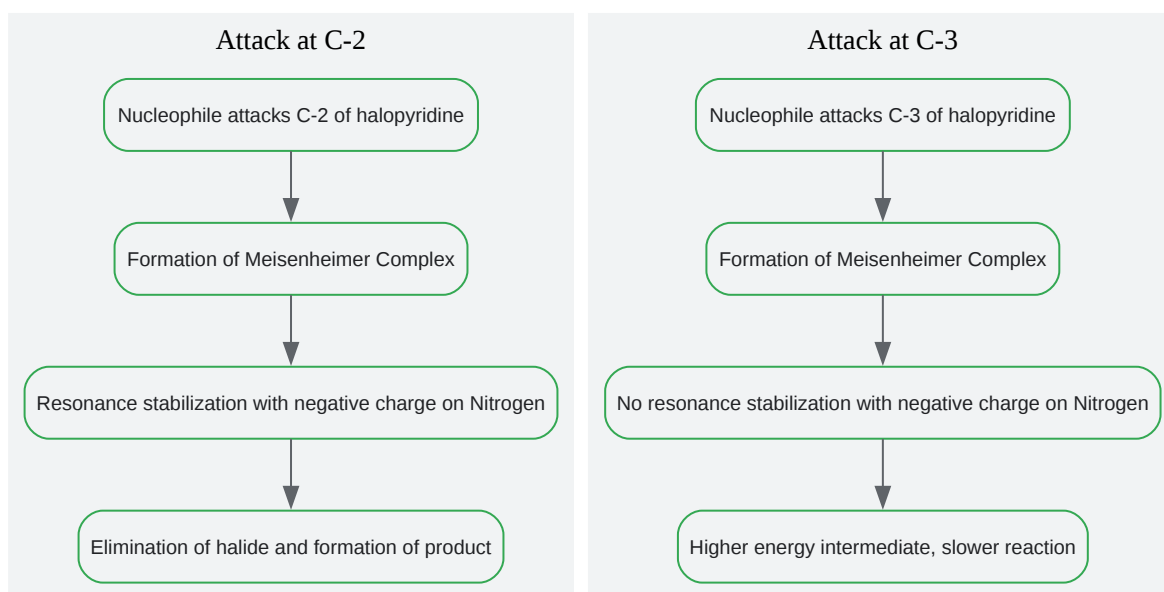 Attack at C-2
Nucleophile attacks C-2 of halopyridine
Formation of Meisenheimer Complex
Resonance stabilization with negative charge on Nitrogen
Elimination of halide and formation of product
Attack at C-3
Nucleophile attacks C-3 of halopyridine
Formation of Meisenheimer Complex
No resonance stabilization with negative charge on Nitrogen
Higher energy intermediate, slower reaction